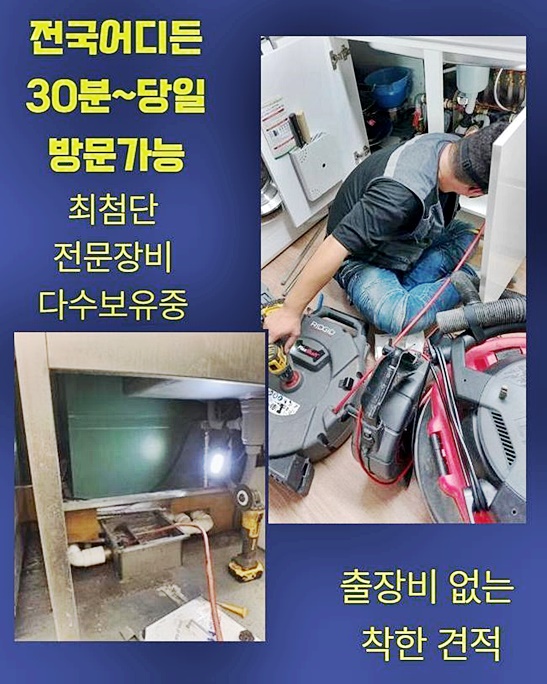 전국어디든
30분~당일
방문가능
최첨단
전문장비
다수보유중
RIDGID
출장비 없는
착한 견적